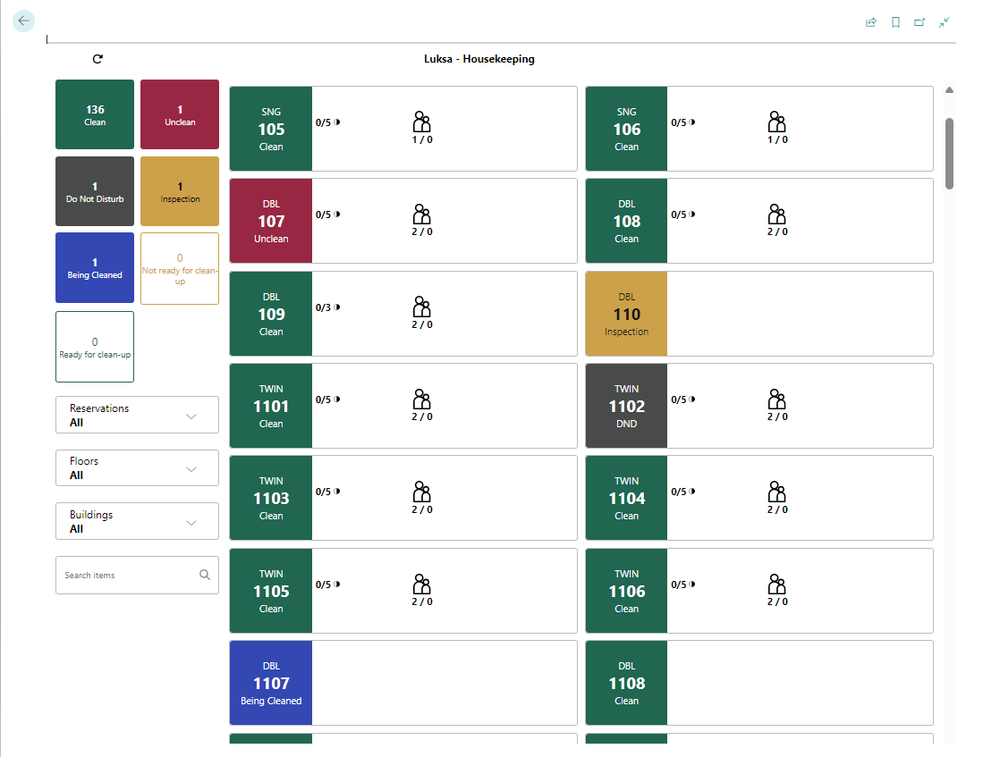 Luksa - Housekeeping
136
Clean
1
Unclean
1
Do Not Disturb
1
Inspection
1
Being Cleaned
0
Not ready for clean-
up
0
Ready for clean-up
Reservations
All
Floors
All
Buildings
All
Search items
SNG
105
Clean
0/5
1 / 0
SNG
106
Clean
0/5
1 / 0
DBL
107
Unclean
0/5
2 / 0
DBL
108
Clean
0/5
2 / 0
DBL
109
Clean
0/3
2 / 0
DBL
110
Inspection
TWIN
1101
Clean
0/5
2 / 0
TWIN
1102
DND
0/5
2 / 0
TWIN
1103
Clean
0/5
2 / 0
TWIN
1104
Clean
0/5
2 / 0
TWIN
1105
Clean
0/5
2 / 0
TWIN
1106
Clean
0/5
2 / 0
DBL
1107
Being Cleaned
DBL
1108
Clean